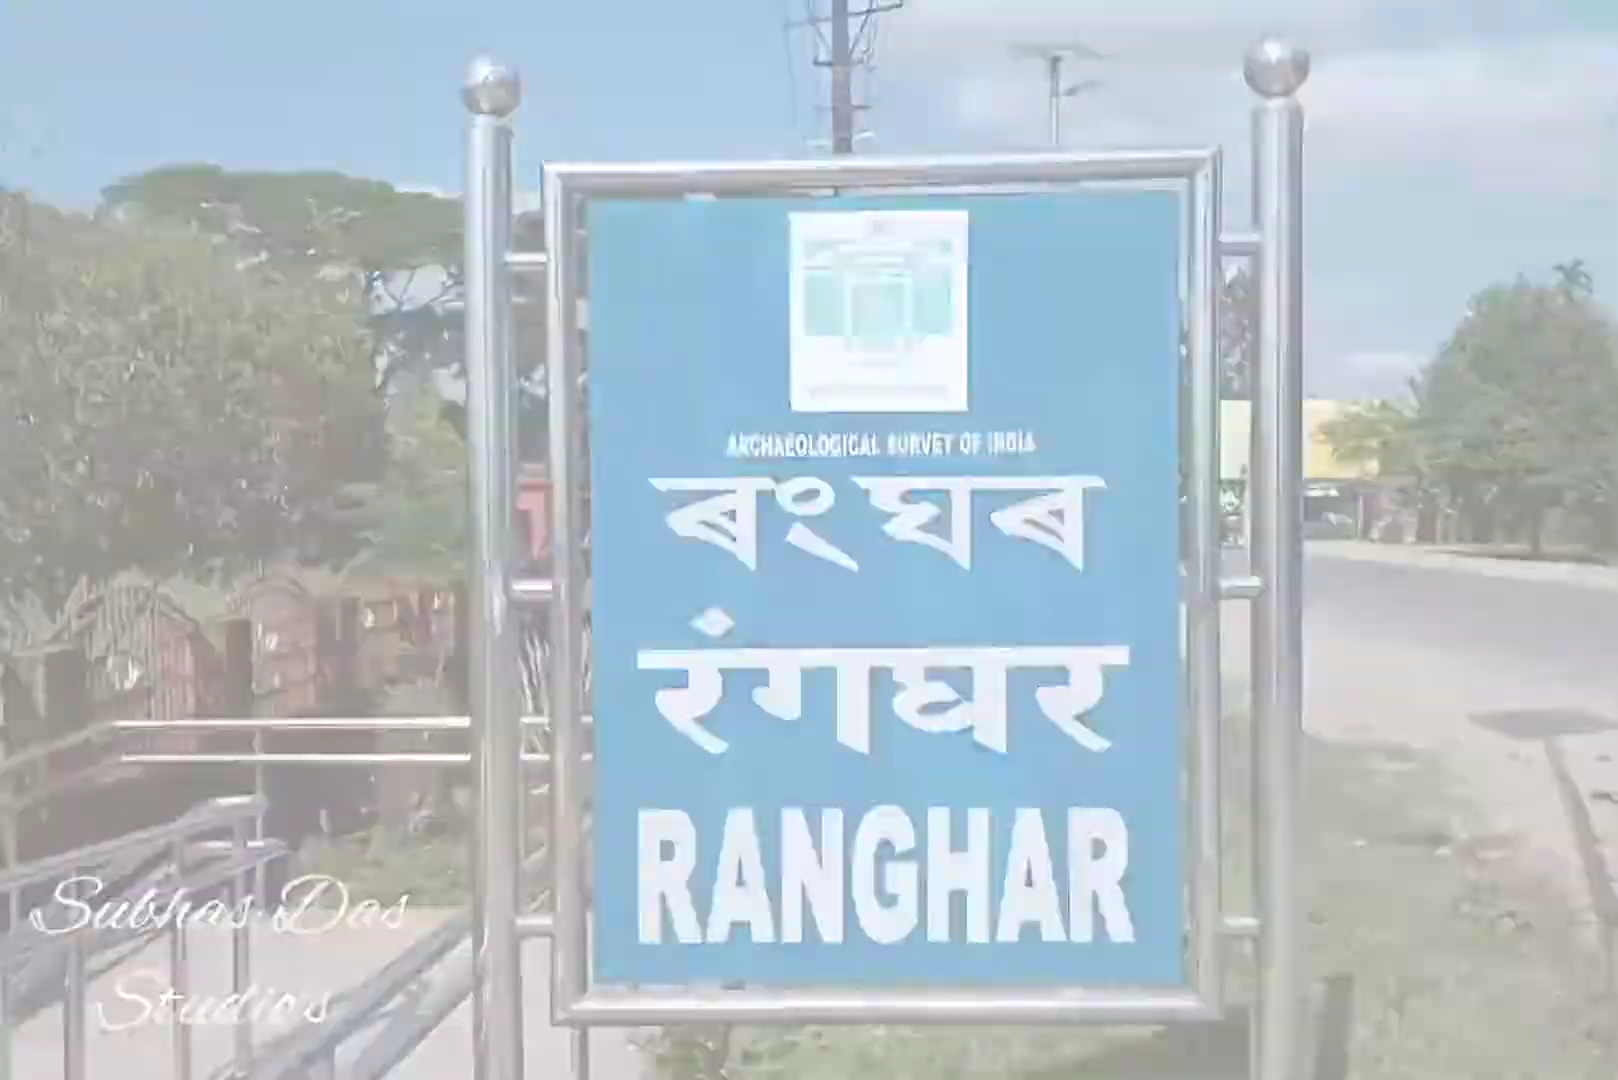 ARCHAEOLOGICAL SURVEY OF INDIA
ৰংঘৰ
रंगघर
RANGHAR
Subhas Das
Studios